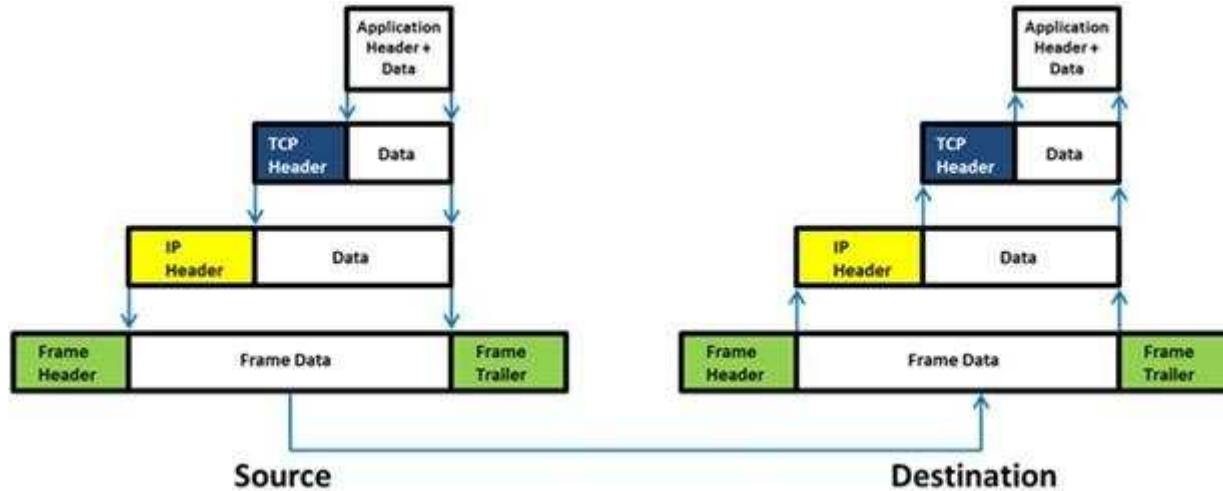 Application
Header +
Data
TCP
Header
Data
IP
Header
Data
Frame
Header
Frame Data
Frame
Trailer
Source
Application
Header +
Data
TCP
Header
Data
IP
Header
Data
Frame
Header
Frame Data
Frame
Trailer
Destination